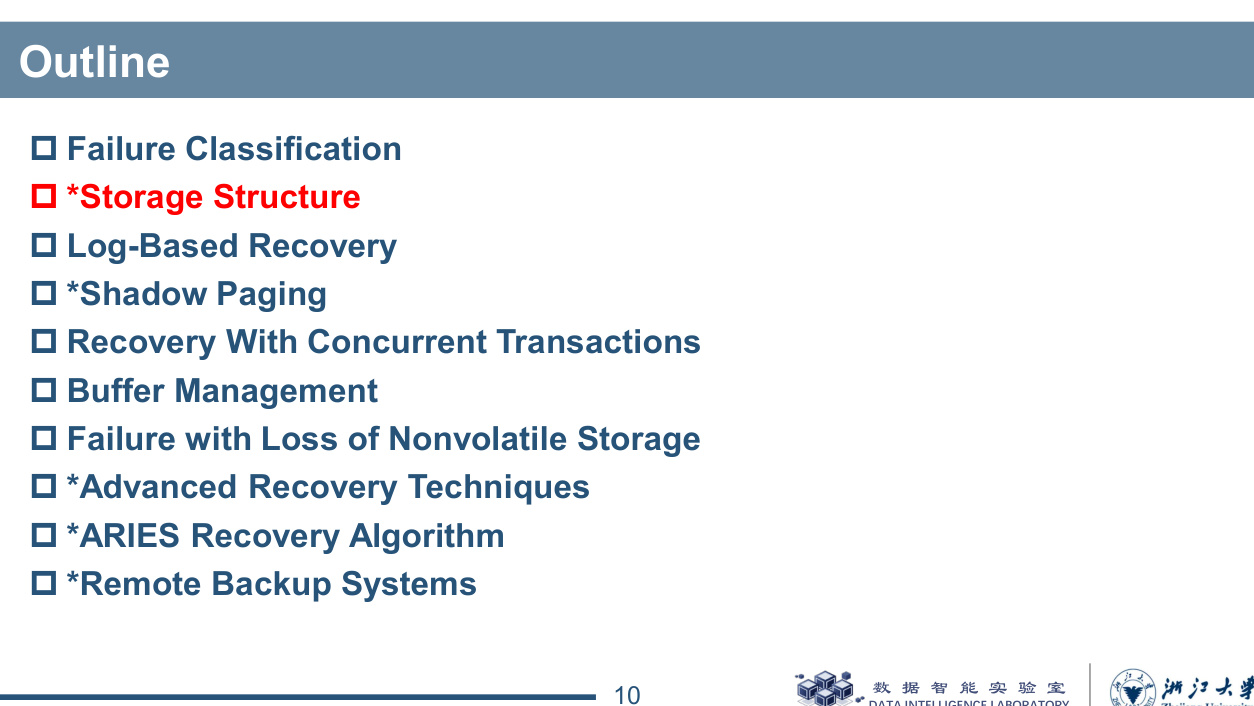 Outline
Failure Classification
*Storage Structure
Log-Based Recovery
*Shadow Paging
Recovery With Concurrent Transactions
Buffer Management
Failure with Loss of Nonvolatile Storage
*Advanced Recovery Techniques
*ARIES Recovery Algorithm
*Remote Backup Systems
10
数据智能实验室
DATA INTELLIGENCE LABORATORY
浙江大学
Zhejiang University